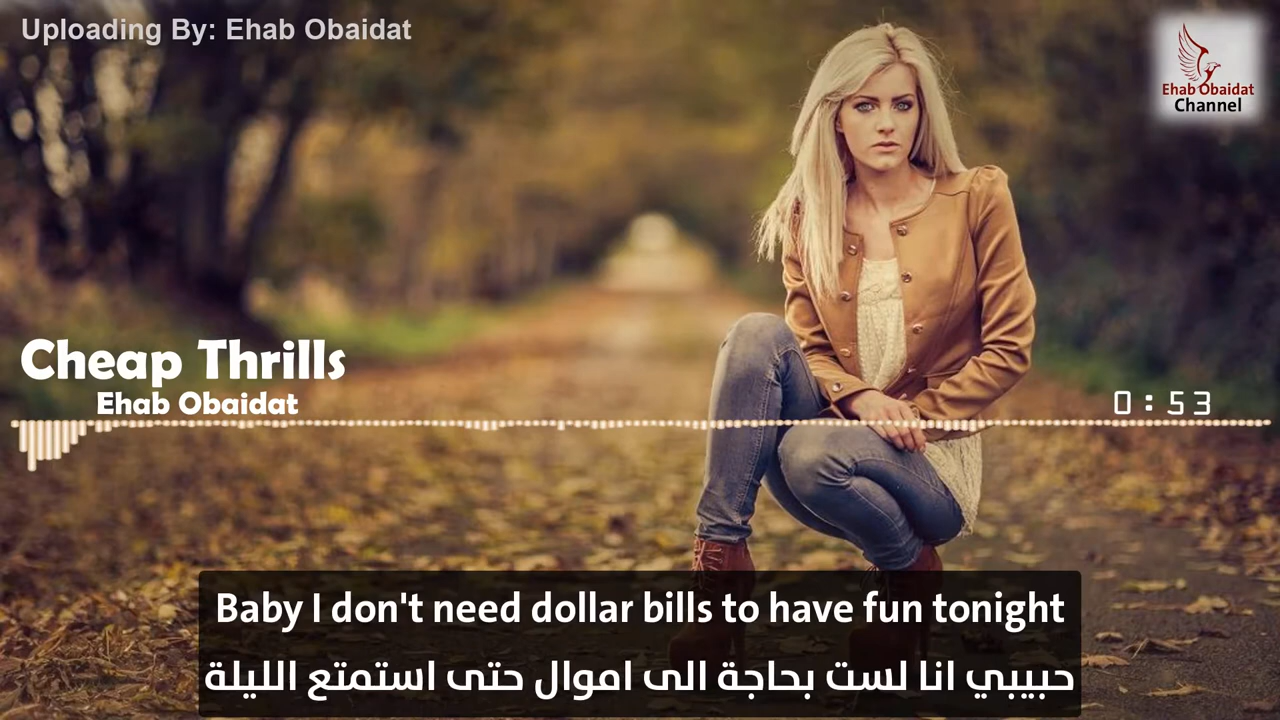 Uploading By: Ehab Obaidat
Ehab Obaidat
Channel
Cheap Thrills
Ehab Obaidat
0:53
Baby I don't need dollar bills to have fun tonight
حبيبي انا لست بحاجة الى اموال حتى استمتع الليلة